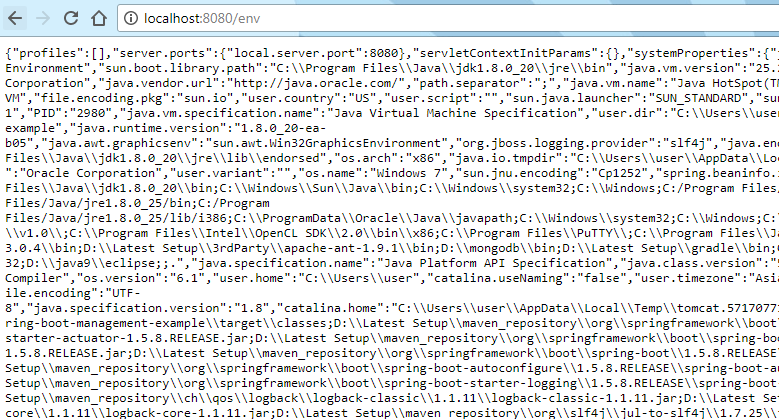 localhost:8080/env
{"profiles":[],"server.ports":{"local.server.port":8080},"servletContextInitParams":{},"systemProperties":{"
Environment","sun.boot.library.path":"C:\\Program Files\\Java\\jdk1.8.0_20\\jre\\bin","java.vm.version":"25.
Corporation","java.vendor.url":"http://java.oracle.com/","path.separator":";","java.vm.name":"Java HotSpot(T
VM","file.encoding.pkg":"sun.io","user.country":"US","user.script":"","sun.java.launcher":"SUN_STANDARD","su
1","PID":"2980","java.vm.specification.name":"Java Virtual Machine Specification","user.dir":"C:\\Users\\u
example","java.runtime.version":"1.8.0_20-ea-
b05","java.awt.graphicsenv":"sun.awt.Win32GraphicsEnvironment","org.jboss.logging.provider":"slf4j","java.en
Files\\Java\\jdk1.8.0_20\\jre\\lib\\endorsed","os.arch":"x86","java.io.tmpdir":"C:\\Users\\user\\AppData\\Lo
":"Oracle Corporation","user.variant":"","os.name":"Windows 7","sun.jnu.encoding":"Cp1252","spring.beaninfo.
Files\\Java\\jdk1.8.0_20\\bin;C:\\Windows\\Sun\\Java\\bin;C:\\Windows\\system32;C:\\Windows;C:/Program Files/
Files/Java/jre1.8.0_25/bin;C:/Program
Files/Java/jre1.8.0_25/lib/i386;C:\\ProgramData\\Oracle\\Java\\javapath;C:\\Windows\\system32;C:\\Windows;C:
\\v1.0\\;C:\\Program Files\\Intel\\OpenCL SDK\\2.0\\bin\\x86;C:\\Program Files\\PuTTY\\;C:\\Program Files\\J
3.0.4\\bin;D:\\Latest Setup\\3rdParty\\apache-ant-1.9.1\\bin;D:\\mongodb\\bin;D:\\Latest Setup\\gradle\\bin;C
32;D:\\java9\\eclipse;;.","java.specification.name":"Java Platform API Specification","java.class.version":"5
Compiler","os.version":"6.1","user.home":"C:\\Users\\user","catalina.useNaming":"false","user.timezone":"Asia
ile.encoding":"UTF-
8","java.specification.version":"1.8","catalina.home":"C:\\Users\\user\\AppData\\Local\\Temp\\tomcat.5717077
ring-boot-management-example\\target\\classes;D:\\Latest Setup\\maven_repository\\org\\springframework\\boot
starter-actuator-1.5.8.RELEASE.jar;D:\\Latest Setup\\maven_repository\\org\\springframework\\boot\\spring-bo
1.5.8.RELEASE.jar;D:\\Latest Setup\\maven_repository\\org\\springframework\\boot\\spring-boot\\1.5.8.RELEASE
Setup\\maven_repository\\org\\springframework\\boot\\spring-boot-autoconfigure\\1.5.8.RELEASE\\spring-boot-au
Setup\\maven_repository\\org\\springframework\\boot\\spring-boot-starter-logging\\1.5.8.RELEASE\\spring-boot-
Setup\\maven_repository\\ch\\qos\\logback\\logback-classic\\1.1.11\\logback-classic-1.1.11.jar;D:\\Latest Set
core\\1.1.11\\logback-core-1.1.11.jar;D:\\Latest Setup\\maven_repository\\org\\slf4j\\jul-to-slf4j\\1.7.25